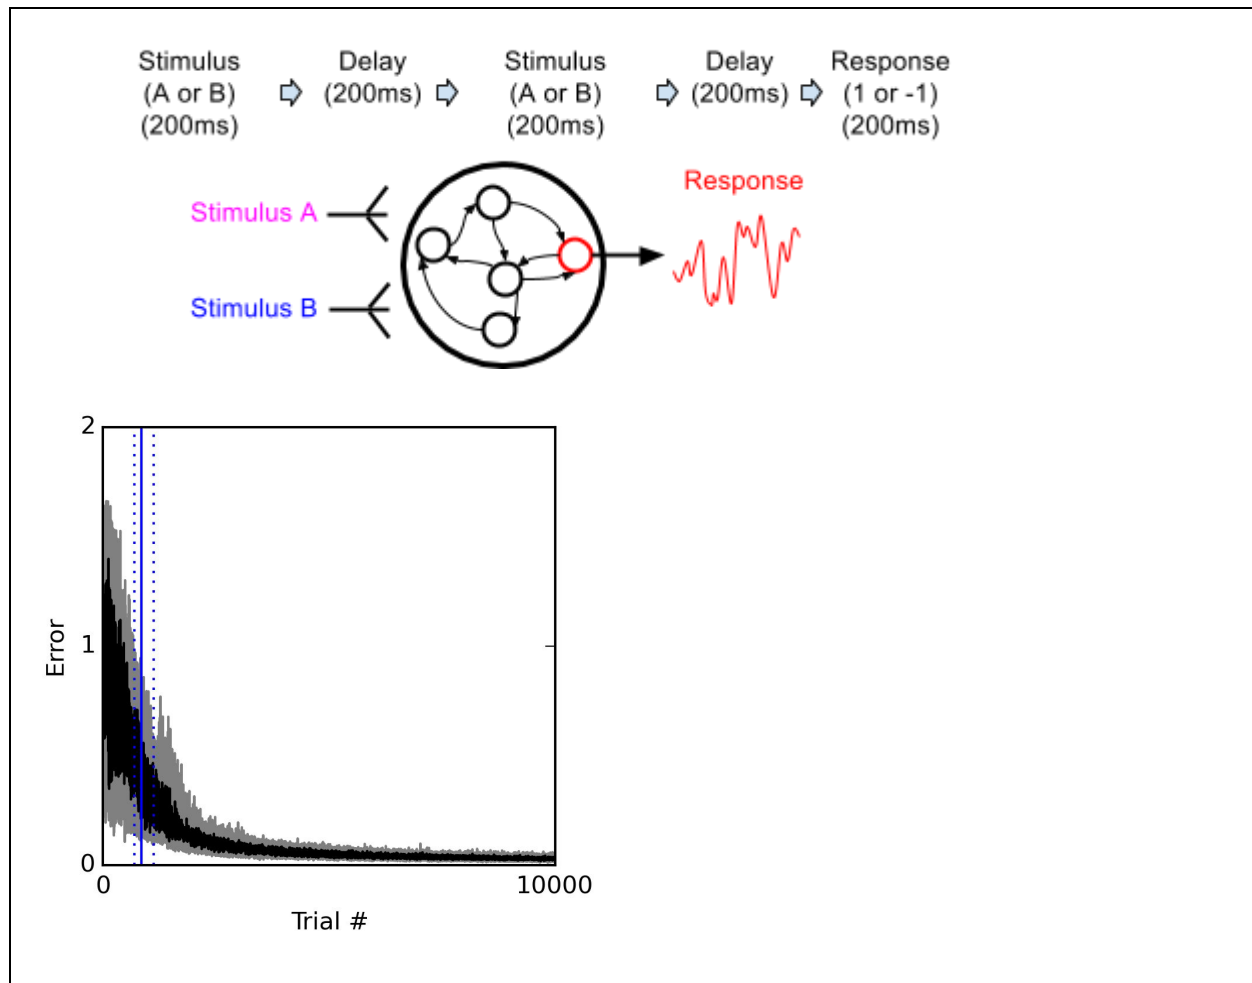 Stimulus
(A or B)
(200ms)
Delay
(200ms)
Stimulus
(A or B)
(200ms)
Delay
(200ms)
Response
(1 or -1)
(200ms)
Stimulus A
Stimulus B
Response
2
1
0
Error
0
10000
Trial #